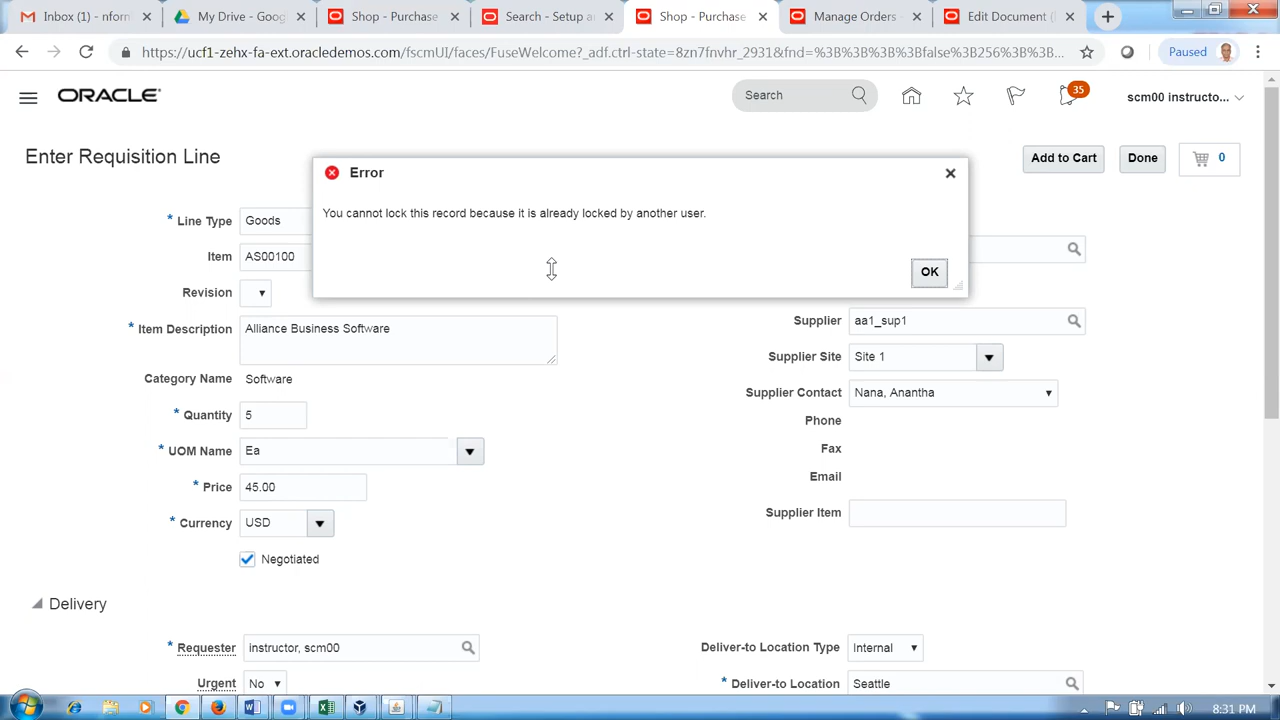 Inbox (1) - nforn
My Drive - Goog
Shop - Purchase
Search: Setup a
Shop - Purchase
Manage Orders -
Edit Document (
https://ucf1-zehx-fa-ext.oracledemos.com/fscmUI/faces/FuseWelcome?_adf.ctrl-state=8zn7fnvhr_2931&fnd=%3B%3B%3B%3Bfalse%3B256%3B%3B...
Paused
ORACLE
Search
35
scm00 instructo...
Enter Requisition Line
Add to Cart
Done
0
Error
You cannot lock this record because it is already locked by another user.
OK
* Line Type Goods
Item AS00100
Revision
* Item Description Alliance Business Software
Category Name Software
* Quantity 5
* UOM Name Ea
* Price 45.00
* Currency USD
Negotiated
Supplier aa1_sup1
Supplier Site Site 1
Supplier Contact Nana, Anantha
Phone
Fax
Email
Supplier Item
Delivery
* Requester instructor, scm00
Urgent No
Deliver-to Location Type Internal
* Deliver-to Location Seattle
8:31 PM